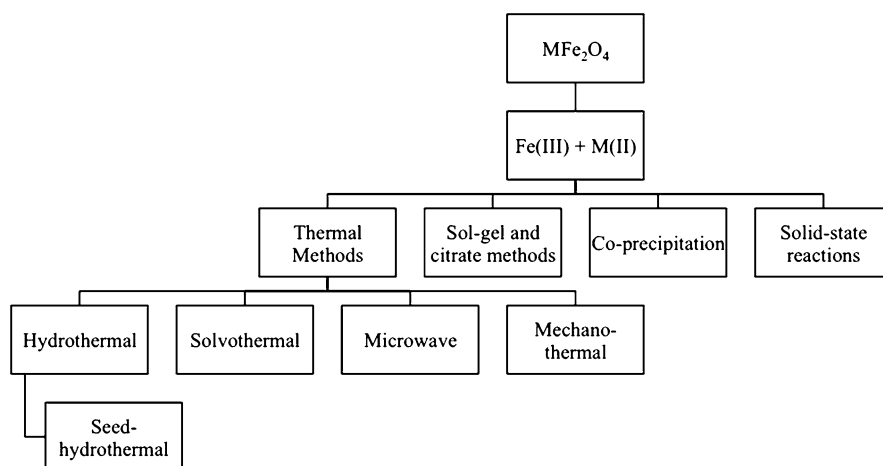 MFe₂O₄
Fe(III) + M(II)
Thermal
Methods
Sol-gel and
citrate methods
Co-precipitation
Solid-state
reactions
Hydrothermal
Solvothermal
Microwave
Mechano-
thermal
Seed-
hydrothermal